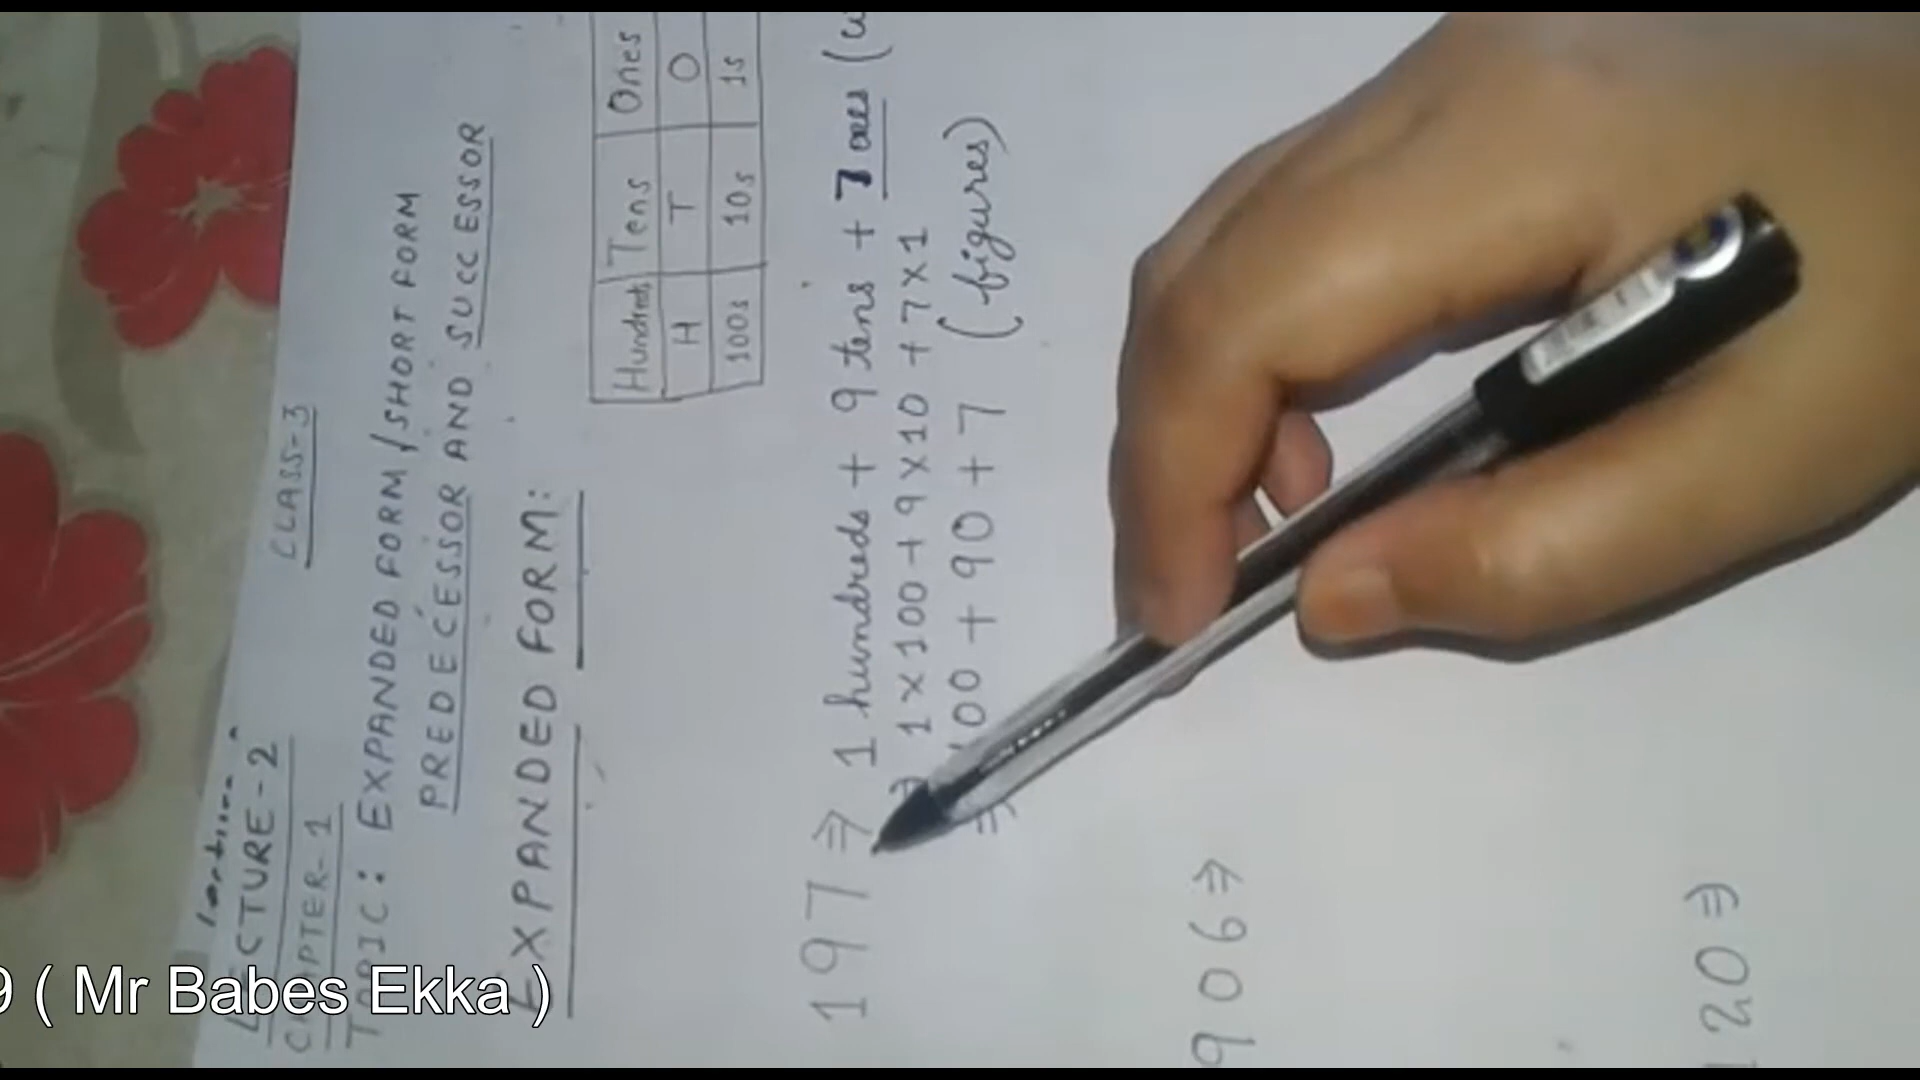 LECTURE-2
CLASS-3
CHAPTER-1
TOPIC: EXPANDED FORM/SHORT FORM
PREDECESSOR AND SUCCESSOR
EXPANDED FORM:
Hundreds Tens Ones
H T O
100s 10s 1s
197 ⇒ 1 hundreds + 9 tens + 7 ones
⇒ 1×100+9×10+7×1
⇒ 100+90+7 (figures)
906⇒
20⇒
9 ( Mr Babes Ekka )